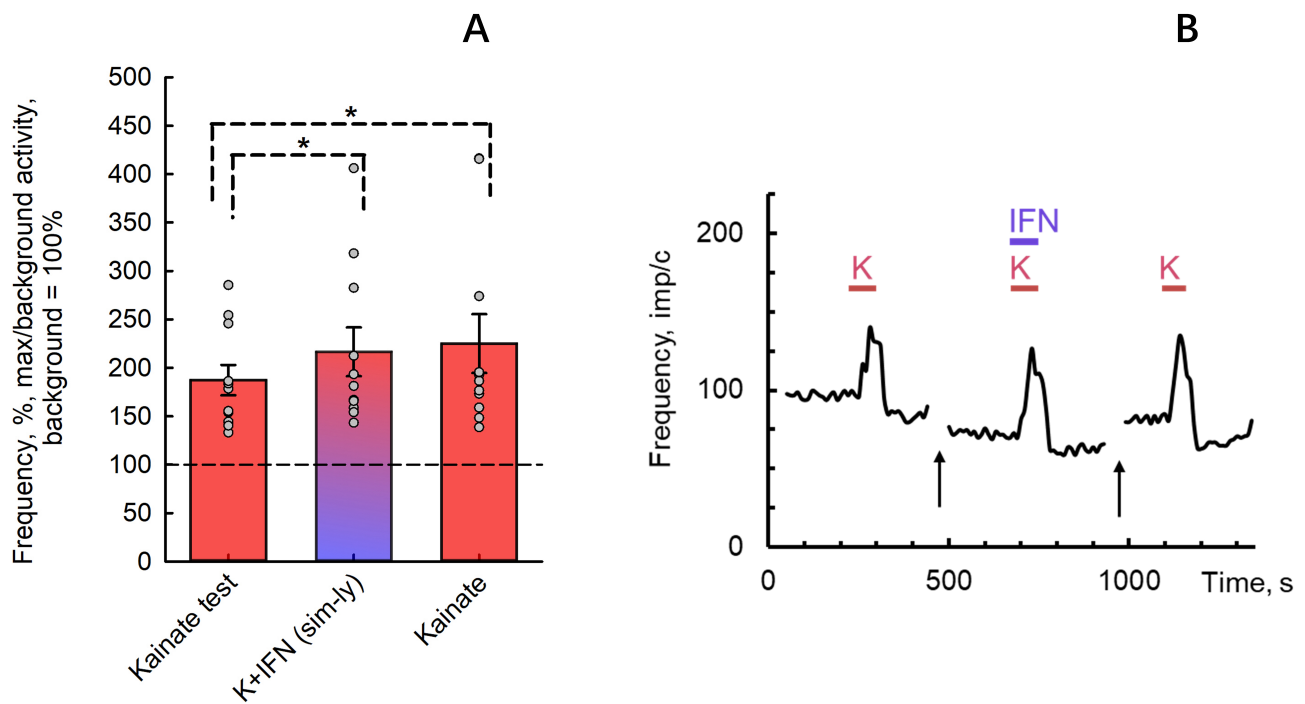 A
B
Frequency, %, max/background activity,
background = 100%
500
450
400
350
300
250
200
150
100
50
0
*
*
Kainate test
K+IFN (sim-ly)
Kainate
Frequency, imp/c
200
100
0
IFN
K
K
K
0
500
1000
Time, s